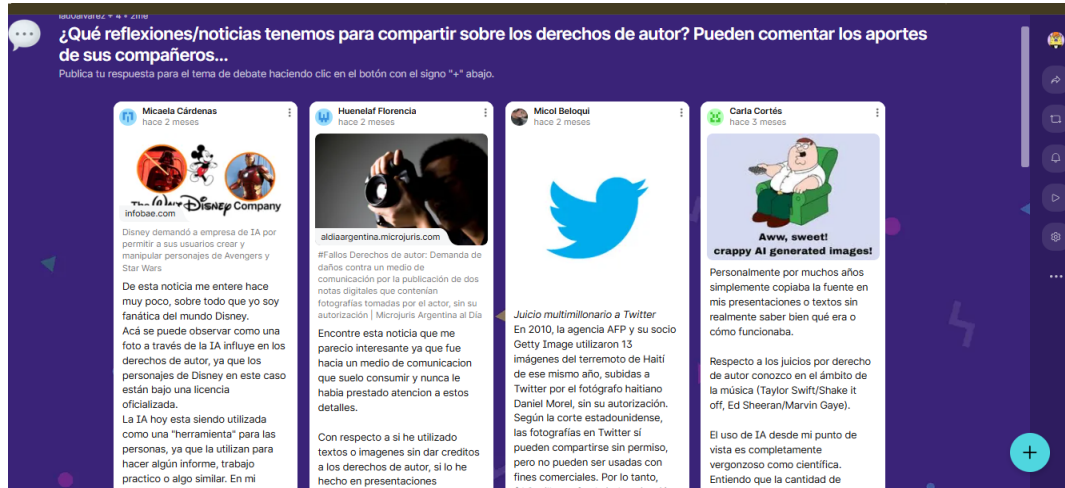 ¿Qué reflexiones/noticias tenemos para compartir sobre los derechos de autor? Pueden comentar los aportes
de sus compañeros...
Publica tu respuesta para el tema de debate haciendo clic en el botón con el signo "+" abajo.
Micaela Cárdenas
hace 2 meses
The Walt Disney Company
infobae.com
Disney demandó a empresa de IA por
permitir a sus usuarios crear y
manipular personajes de Avengers y
Star Wars
De esta noticia me entere hace
muy poco, sobre todo que yo soy
fanática del mundo Disney.
Acá se puede observar como una
foto a través de la IA influye en los
derechos de autor, ya que los
personajes de Disney en este caso
están bajo una licencia
oficializada.
La IA hoy esta siendo utilizada
como una "herramienta" para las
personas, ya que la utilizan para
hacer algún informe, trabajo
practico o algo similar. En mi
Huenelaf Florencia
hace 2 meses
aldiaargentina.microjuris.com
#Fallos Derechos de autor: Demanda de
daños contra un medio de
comunicación por la publicación de dos
notas digitales que contenían
fotografías tomadas por el actor, sin su
autorización | Microjuris Argentina al Día
Encontre esta noticia que me
parecio interesante ya que fue
hacia un medio de comunicacion
que suelo consumir y nunca le
habia prestado atencion a estos
detalles.
Con respecto a si he utilizado
textos o imagenes sin dar creditos
a los derechos de autor, si lo he
hecho en presentaciones
Micol Beloqui
hace 2 meses
Juicio multimillonario a Twitter
En 2010, la agencia AFP y su socio
Getty Image utilizaron 13
imágenes del terremoto de Haití
de ese mismo año, subidas a
Twitter por el fotógrafo haitiano
Daniel Morel, sin su autorización.
Según la corte estadounidense,
las fotografías en Twitter sí
pueden compartirse sin permiso,
pero no pueden ser usadas con
fines comerciales. Por lo tanto,
Carla Cortés
hace 3 meses
Aww, sweet!
crappy AI generated images!
Personalmente por muchos años
simplemente copiaba la fuente en
mis presentaciones o textos sin
realmente saber bien qué era o
cómo funcionaba.
Respecto a los juicios por derecho
de autor conozco en el ámbito de
la música (Taylor Swift/Shake it
off, Ed Sheeran/Marvin Gaye).
El uso de IA desde mi punto de
vista es completamente
vergonzoso como científica.
Entiendo que la cantidad de